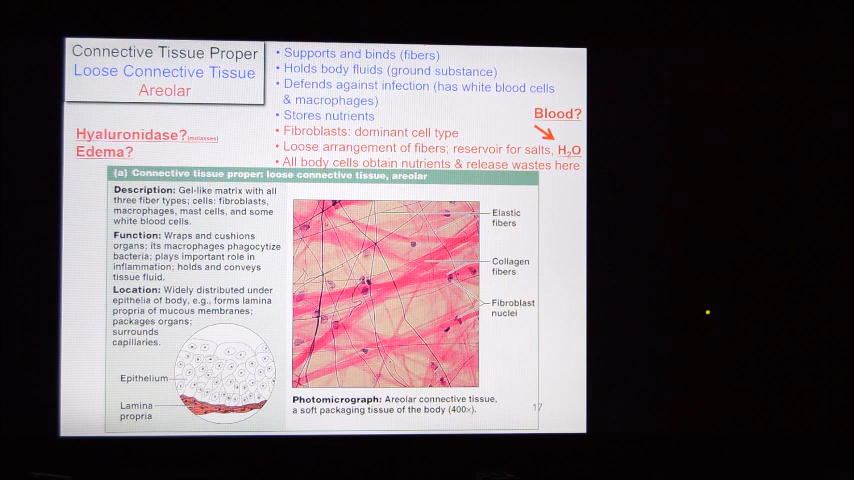 Connective Tissue Proper
Loose Connective Tissue
Areolar
• Supports and binds (fibers)
• Holds body fluids (ground substance)
• Defends against infection (has white blood cells
& macrophages)
• Stores nutrients
• Fibroblasts: dominant cell type
• Loose arrangement of fibers; reservoir for salts, H₂O
• All body cells obtain nutrients & release wastes here
Blood?
Hyaluronidase? (molasses)
Edema?
(a) Connective tissue proper: loose connective tissue, areolar
Description: Gel-like matrix with all
three fiber types; cells: fibroblasts,
macrophages, mast cells, and some
white blood cells.
Function: Wraps and cushions
organs; its macrophages phagocytize
bacteria; plays important role in
inflammation; holds and conveys
tissue fluid.
Location: Widely distributed under
epithelia of body, e.g., forms lamina
propria of mucous membranes;
packages organs;
surrounds
capillaries.
Epithelium
Lamina
propria
Elastic
fibers
Collagen
fibers
Fibroblast
nuclei
Photomicrograph: Areolar connective tissue,
a soft packaging tissue of the body (400×).
17